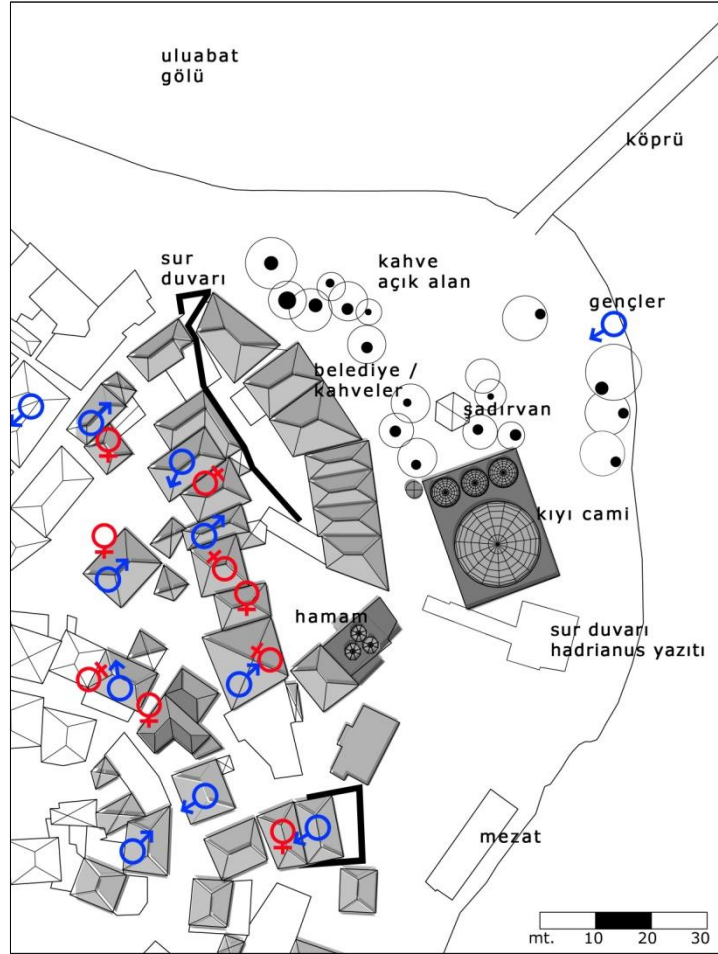 uluabat
gölü
köprü
sur
duvarı
kahve
açık alan
gençler
belediye /
kahveler
şadırvan
kıyı cami
hamam
sur duvarı
hadrianus yazıtı
mezat
mt. 10 20 30